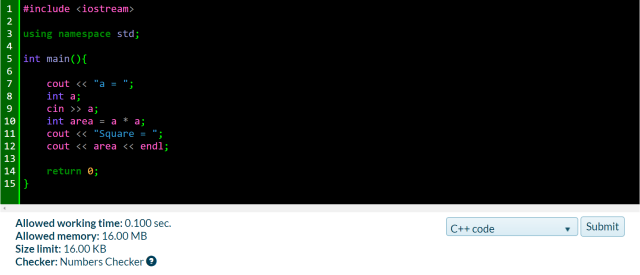 1 #include <iostream>
2
3 using namespace std;
4
5 int main(){
6
7 cout << "a = ";
8 int a;
9 cin >> a;
10 int area = a * a;
11 cout << "Square = ";
12 cout << area << endl;
13
14 return 0;
15 }
Allowed working time: 0.100 sec.
Allowed memory: 16.00 MB
Size limit: 16.00 KB
Checker: Numbers Checker ?
C++ code
Submit